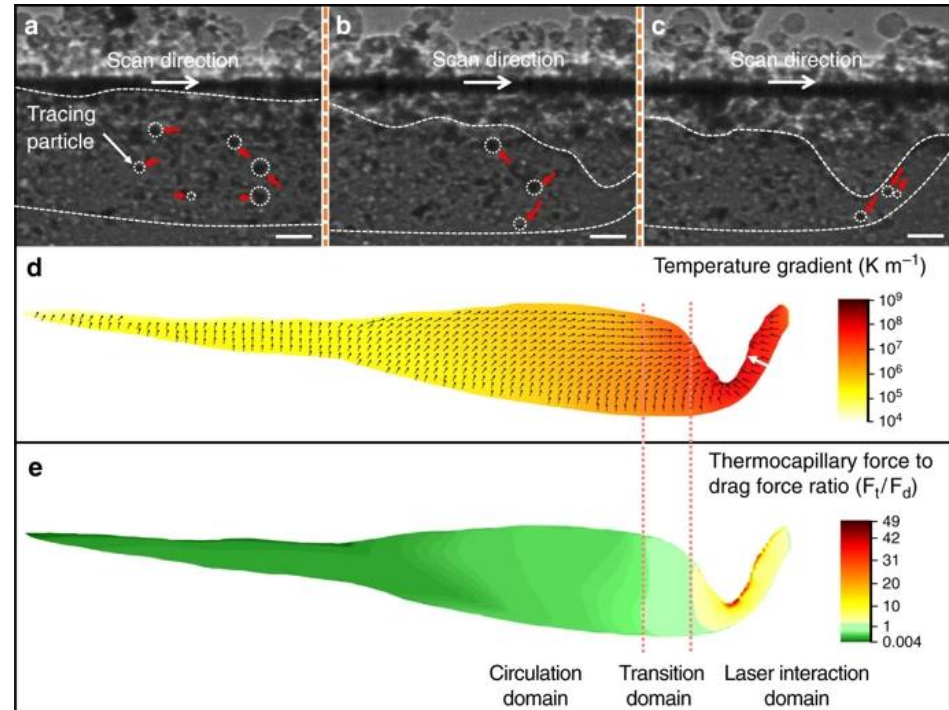 a
Scan direction
Tracing
particle
b
Scan direction
c
Scan direction
d
Temperature gradient (K m⁻¹)
10⁹
10⁸
10⁷
10⁶
10⁵
10⁴
e
Thermocapillary force to
drag force ratio (Fₜ/F_d)
49
42
31
20
10
1
0.004
Circulation
domain
Transition
domain
Laser interaction
domain